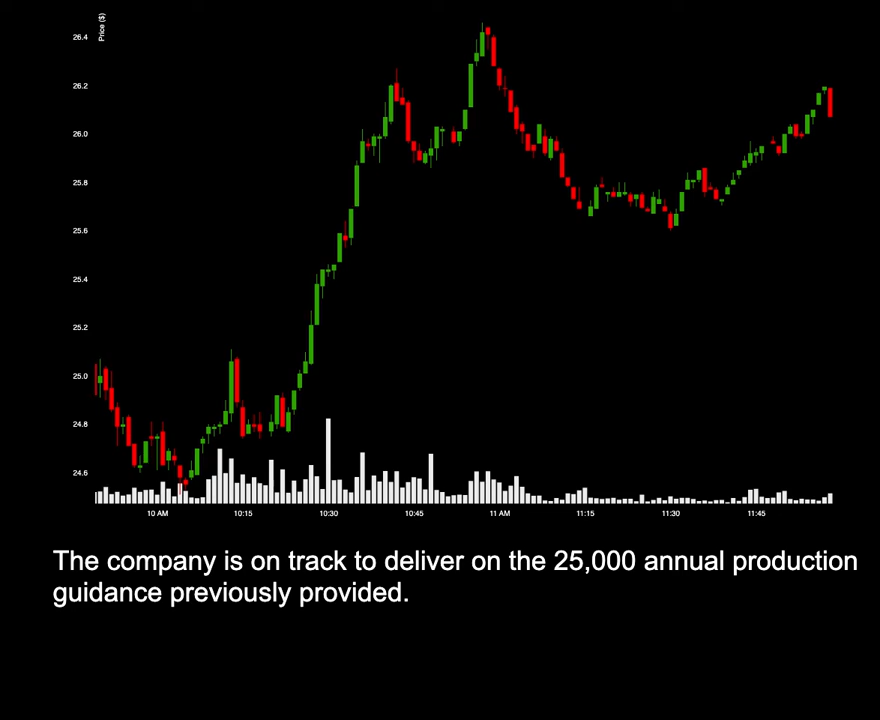 Price ($)
26.4
26.2
26.0
25.8
25.6
25.4
25.2
25.0
24.8
24.6
10 AM 10:15 10:30 10:45 11 AM 11:15 11:30 11:45
The company is on track to deliver on the 25,000 annual production
guidance previously provided.